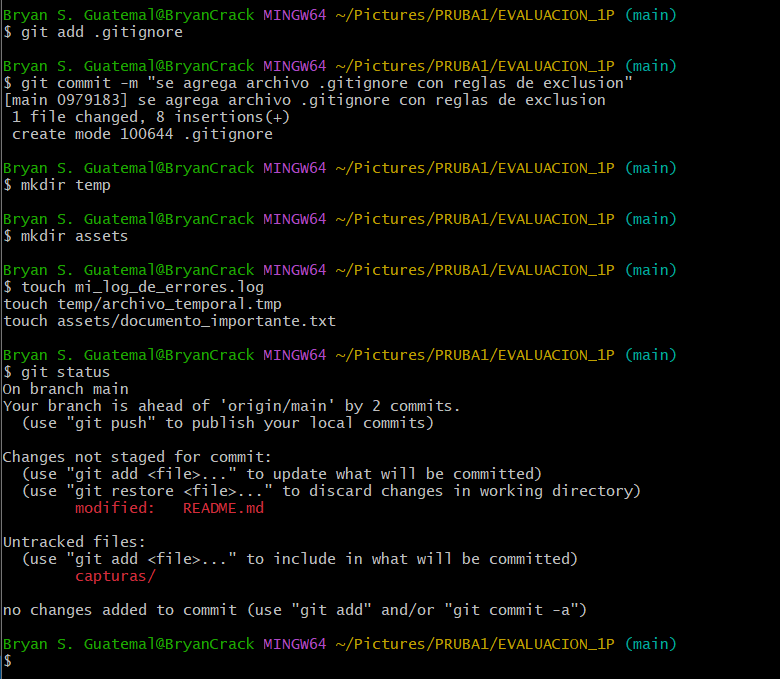 Bryan S. Guatemal@BryanCrack MINGW64 ~/Pictures/PRUBA1/EVALUACION_1P (main)
$ git add .gitignore
Bryan S. Guatemal@BryanCrack MINGW64 ~/Pictures/PRUBA1/EVALUACION_1P (main)
$ git commit -m "se agrega archivo .gitignore con reglas de exclusion"
[main 0979183] se agrega archivo .gitignore con reglas de exclusion
 1 file changed, 8 insertions(+)
 create mode 100644 .gitignore
Bryan S. Guatemal@BryanCrack MINGW64 ~/Pictures/PRUBA1/EVALUACION_1P (main)
$ mkdir temp
Bryan S. Guatemal@BryanCrack MINGW64 ~/Pictures/PRUBA1/EVALUACION_1P (main)
$ mkdir assets
Bryan S. Guatemal@BryanCrack MINGW64 ~/Pictures/PRUBA1/EVALUACION_1P (main)
$ touch mi_log_de_errores.log
touch temp/archivo_temporal.tmp
touch assets/documento_importante.txt
Bryan S. Guatemal@BryanCrack MINGW64 ~/Pictures/PRUBA1/EVALUACION_1P (main)
$ git status
On branch main
Your branch is ahead of 'origin/main' by 2 commits.
  (use "git push" to publish your local commits)
Changes not staged for commit:
  (use "git add <file>..." to update what will be committed)
  (use "git restore <file>..." to discard changes in working directory)
        modified:   README.md
Untracked files:
  (use "git add <file>..." to include in what will be committed)
        capturas/
no changes added to commit (use "git add" and/or "git commit -a")
Bryan S. Guatemal@BryanCrack MINGW64 ~/Pictures/PRUBA1/EVALUACION_1P (main)
$